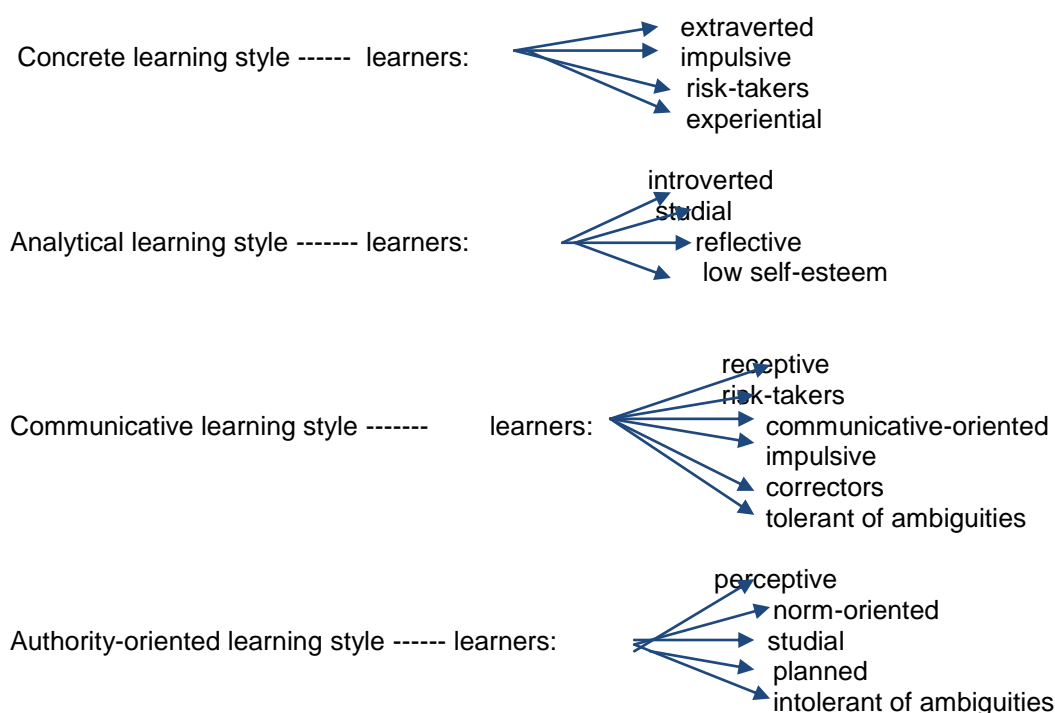 extraverted
Concrete learning style ------ learners:
impulsive
risk-takers
experiential
introverted
studial
Analytical learning style ------- learners:
reflective
low self-esteem
receptive
risk-takers
Communicative learning style ------- learners:
communicative-oriented
impulsive
correctors
tolerant of ambiguities
perceptive
norm-oriented
Authority-oriented learning style ------ learners:
studial
planned
intolerant of ambiguities